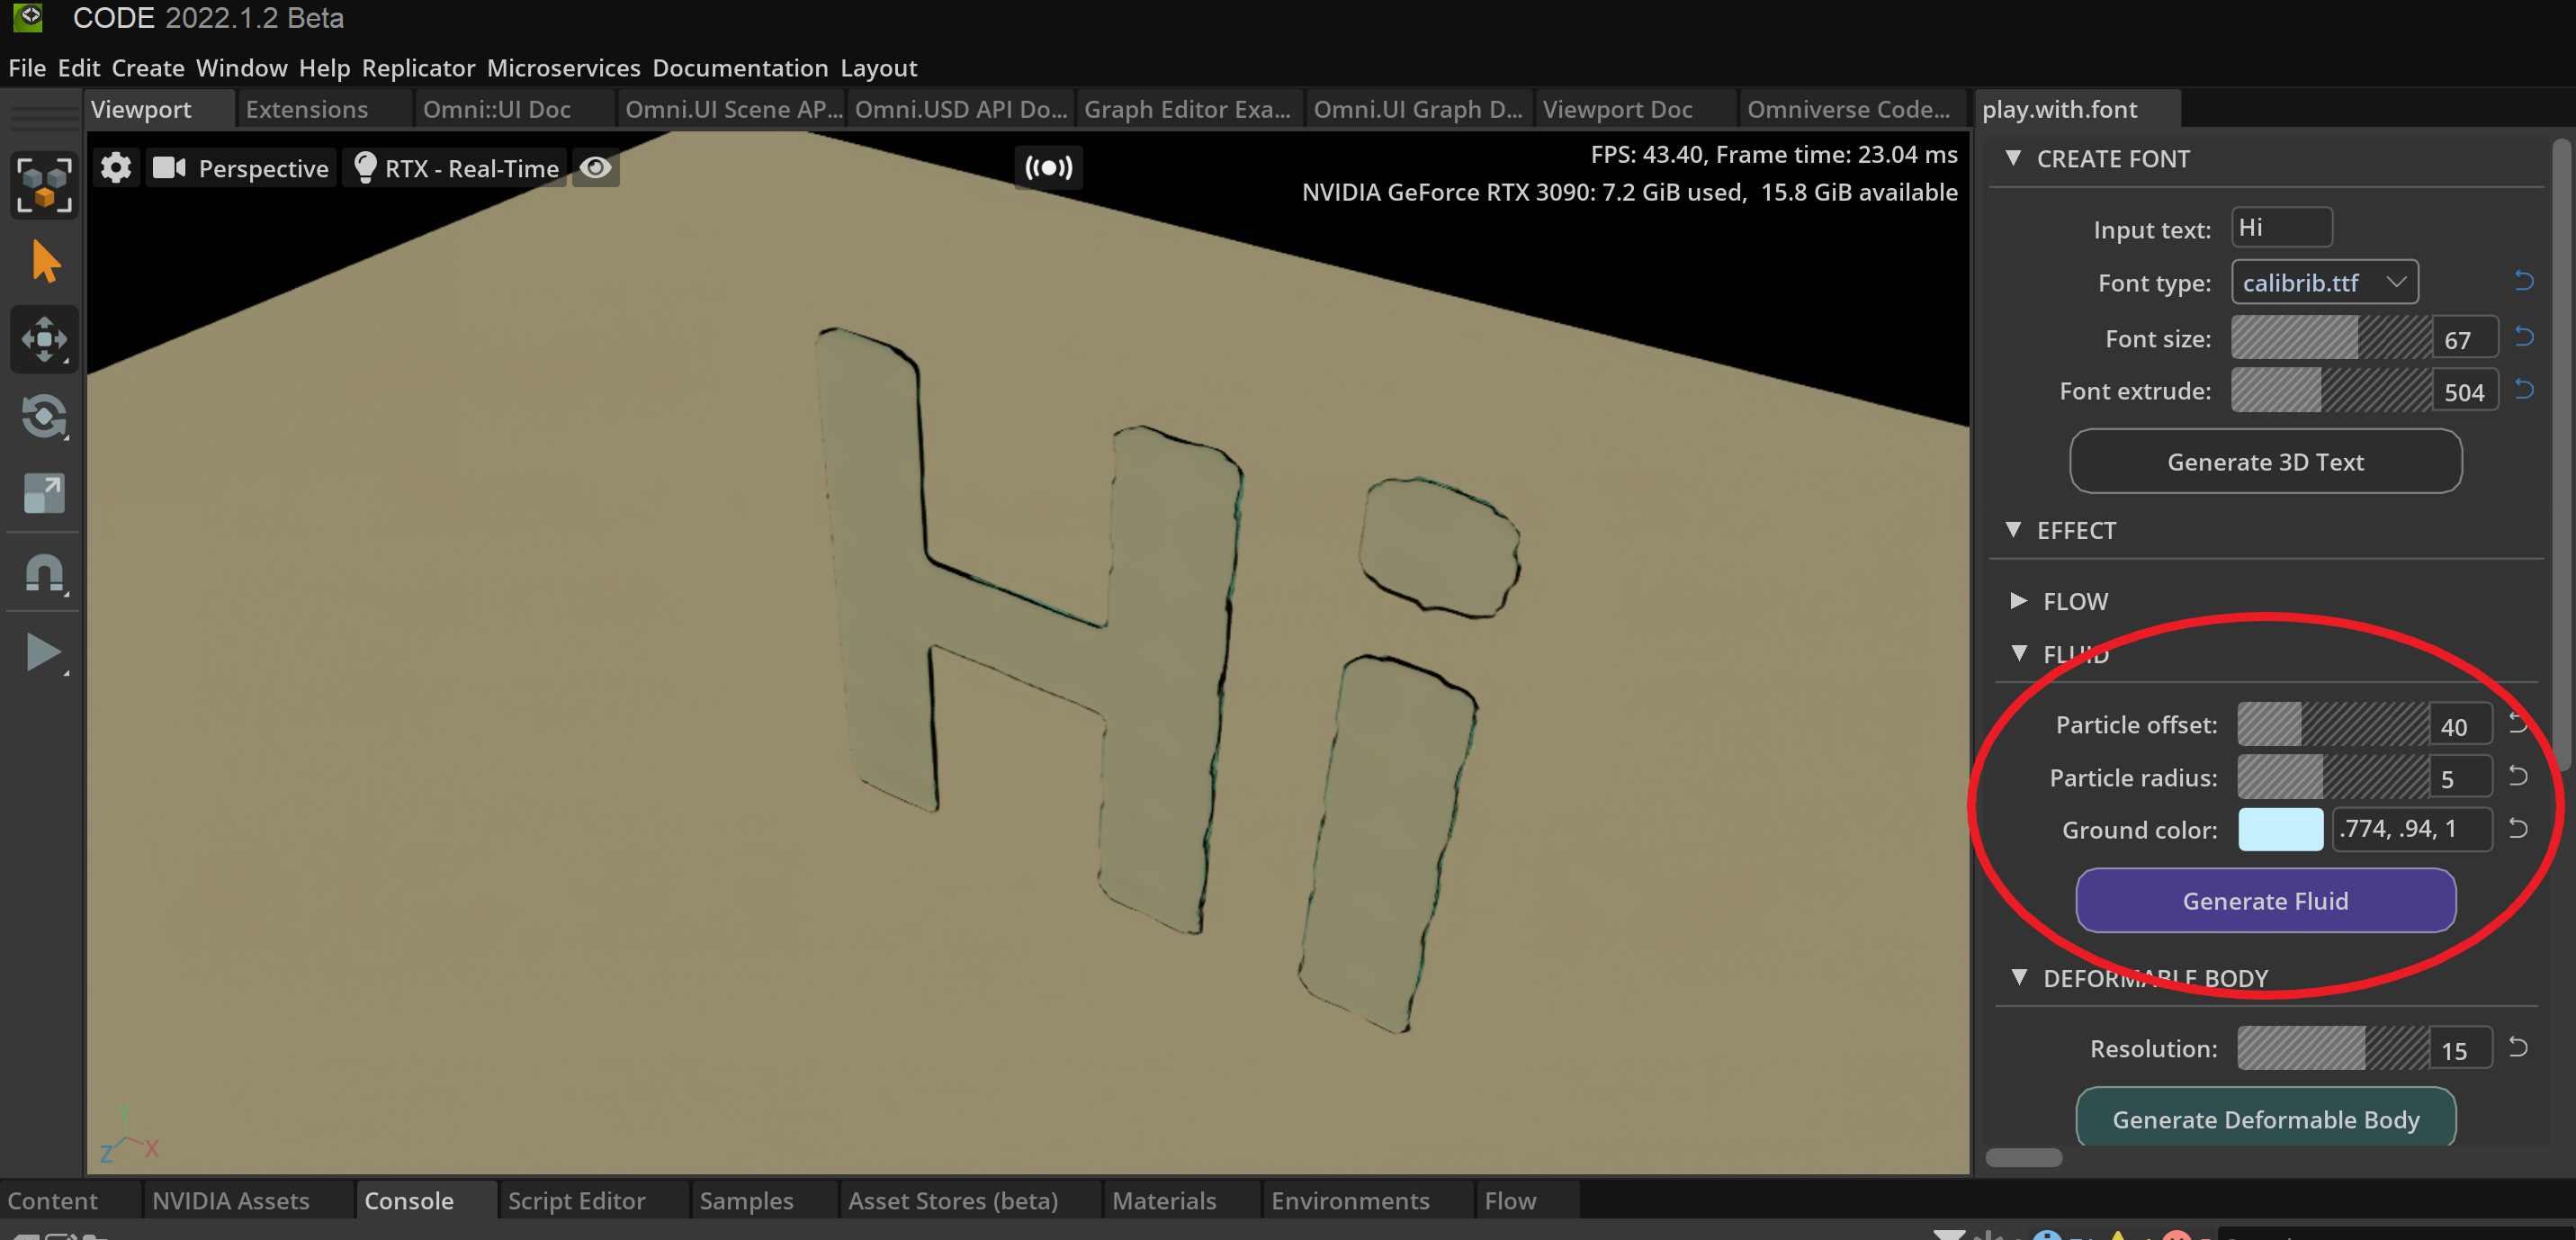 CODE 2022.1.2 Beta
File Edit Create Window Help Replicator Microservices Documentation Layout
Viewport Extensions Omni::UI Doc Omni.UI Scene AP... Omni.USD API Do... Graph Editor Exa... Omni.UI Graph D... Viewport Doc Omniverse Code... play.with.font
Perspective RTX - Real-Time
FPS: 43.40, Frame time: 23.04 ms
NVIDIA GeForce RTX 3090: 7.2 GiB used, 15.8 GiB available
Hi
Y
Z X
CREATE FONT
Input text: Hi
Font type: calibrib.ttf
Font size: 67
Font extrude: 504
Generate 3D Text
EFFECT
FLOW
FLUID
Particle offset: 40
Particle radius: 5
Ground color: .774, .94, 1
Generate Fluid
DEFORMABLE BODY
Resolution: 15
Generate Deformable Body
Content NVIDIA Assets Console Script Editor Samples Asset Stores (beta) Materials Environments Flow